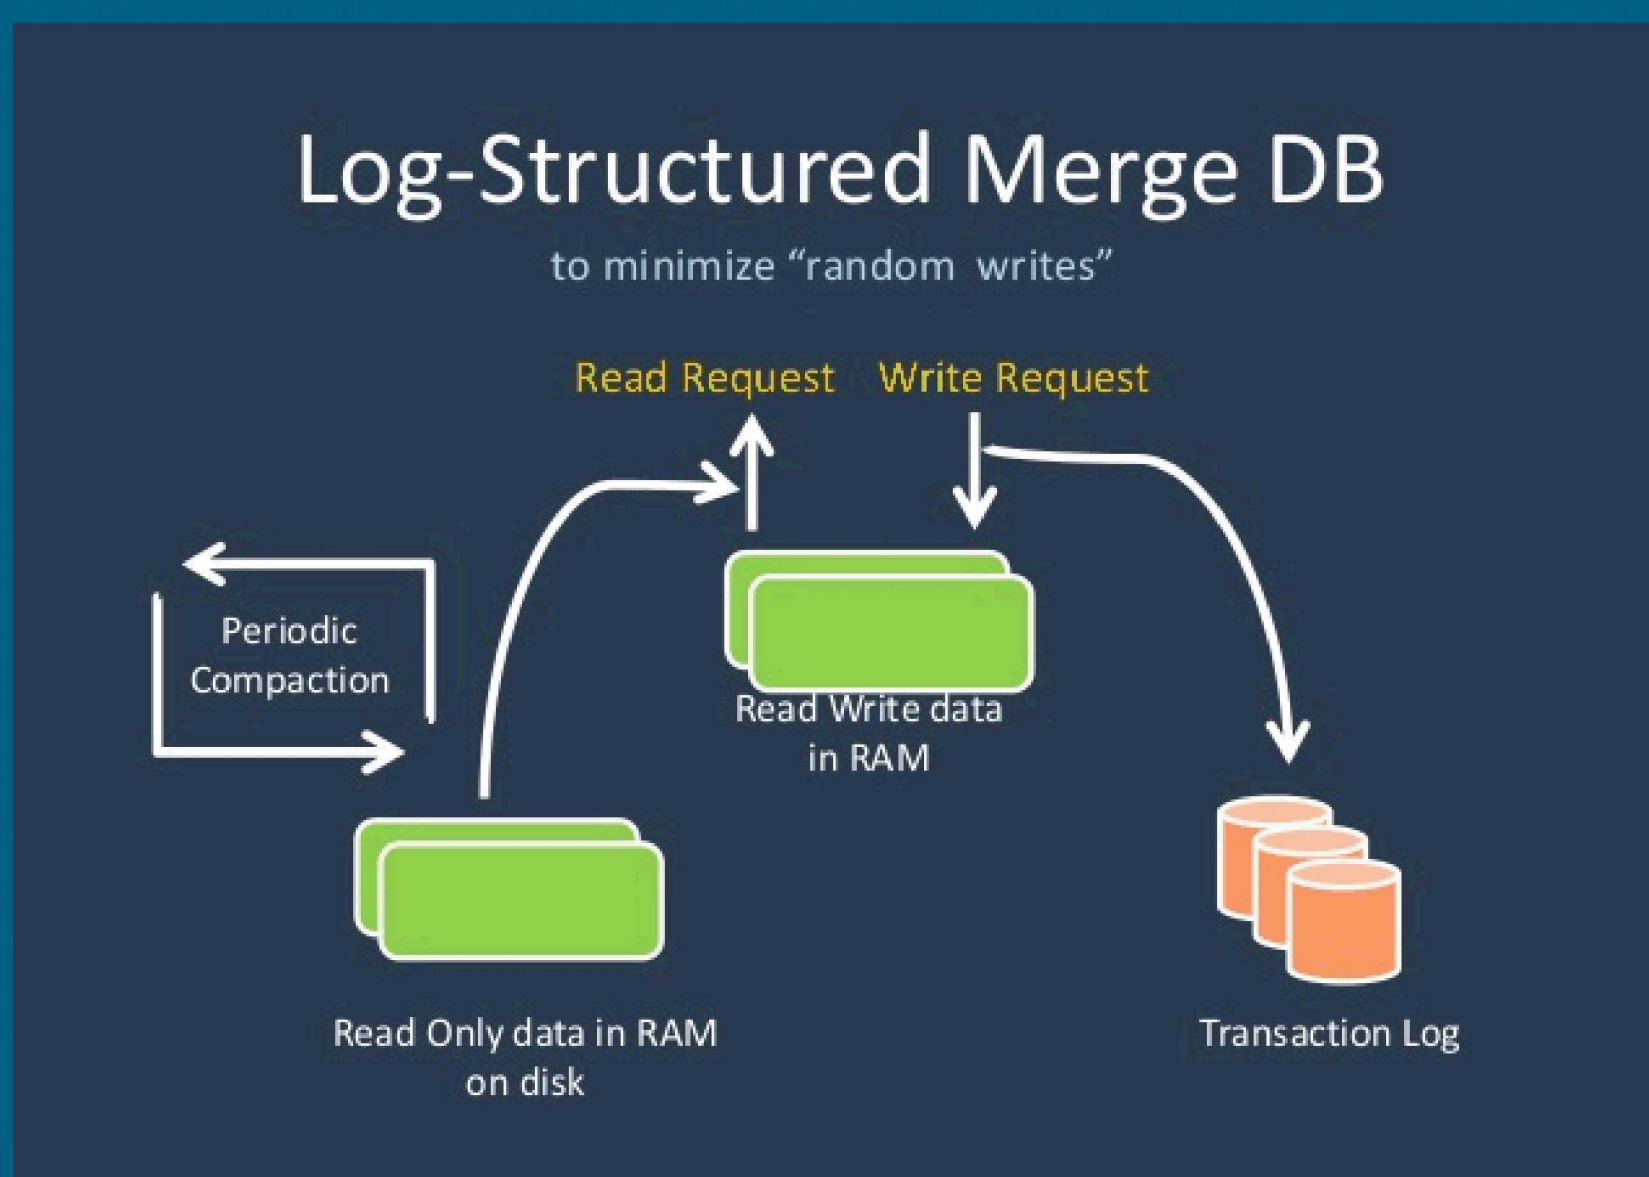 Log-Structured Merge DB
to minimize “random writes”
Read Request
Write Request
Periodic
Compaction
Read Write data
in RAM
Read Only data in RAM
on disk
Transaction Log